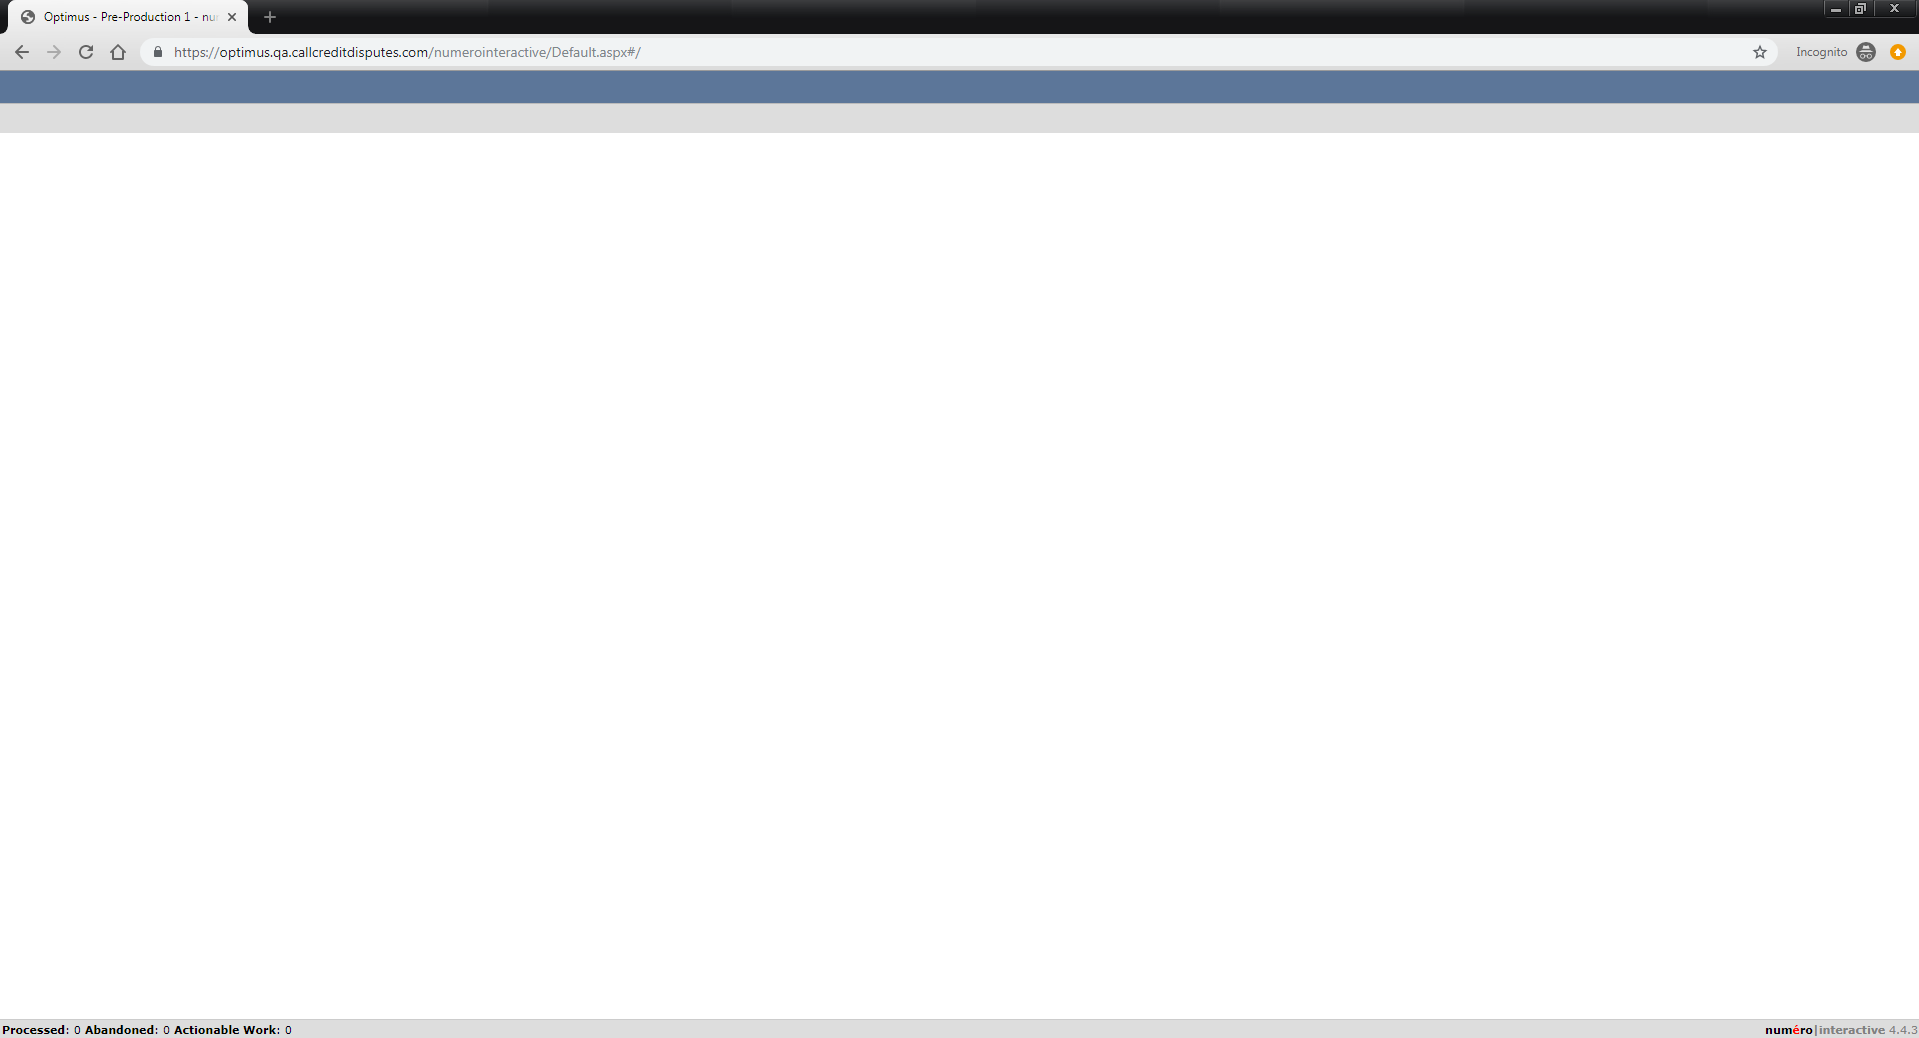 Optimus - Pre-Production 1 - nu
https://optimus.qa.callcreditdisputes.com/numerointeractive/Default.aspx#/
Incognito
Processed: 0 Abandoned: 0 Actionable Work: 0
numéro|interactive 4.4.3